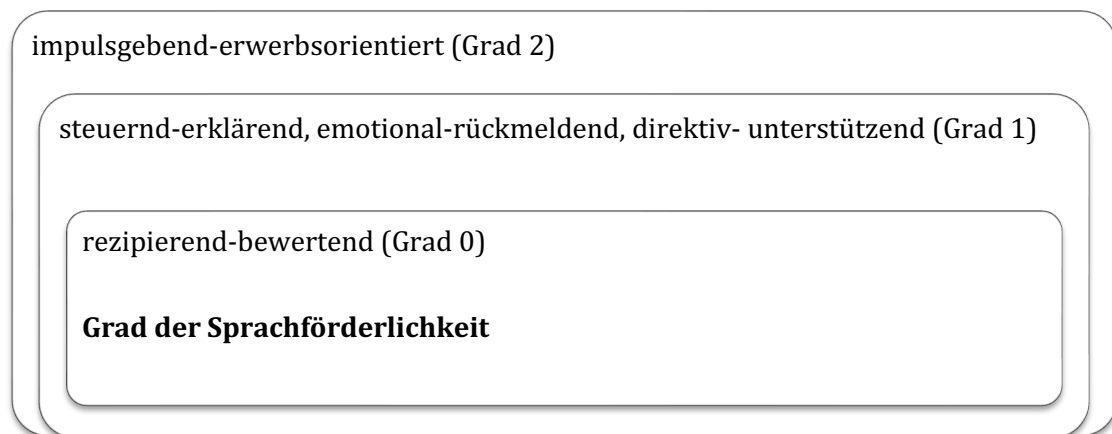 impulsgebend-erwerbsorientiert (Grad 2)
steuernd-erklärend, emotional-rückmeldend, direktiv- unterstützend (Grad 1)
rezipierend-bewertend (Grad 0)
Grad der Sprachförderlichkeit